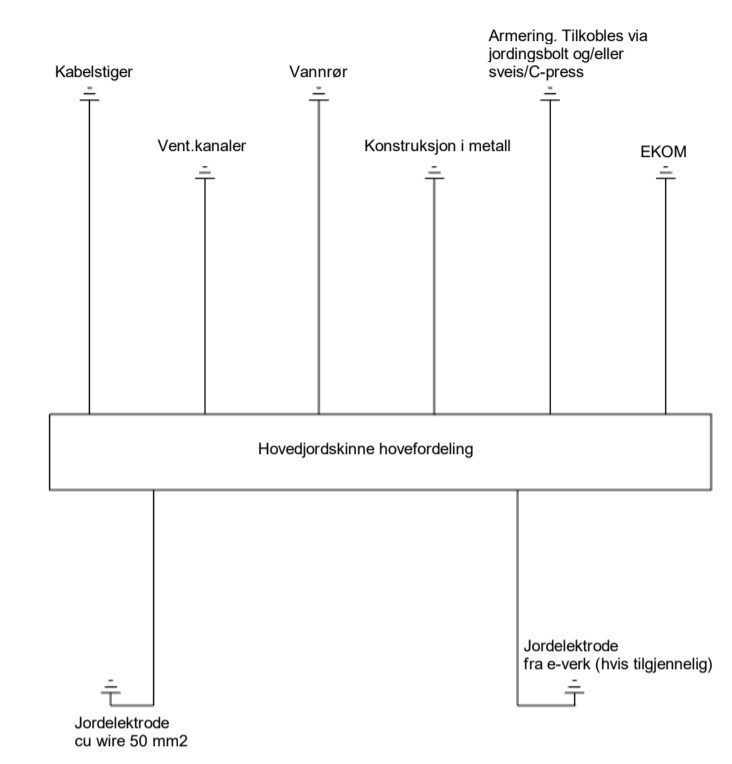 Armering. Tilkobles via
jordingsbolt og/eller
sveis/C-press
Kabelstiger
Vannrør
Vent.kanaler
Konstruksjon i metall
EKOM
Hovedjordskinne hovefordeling
Jordelektrode
fra e-verk (hvis tilgjennelig)
Jordelektrode
cu wire 50 mm2